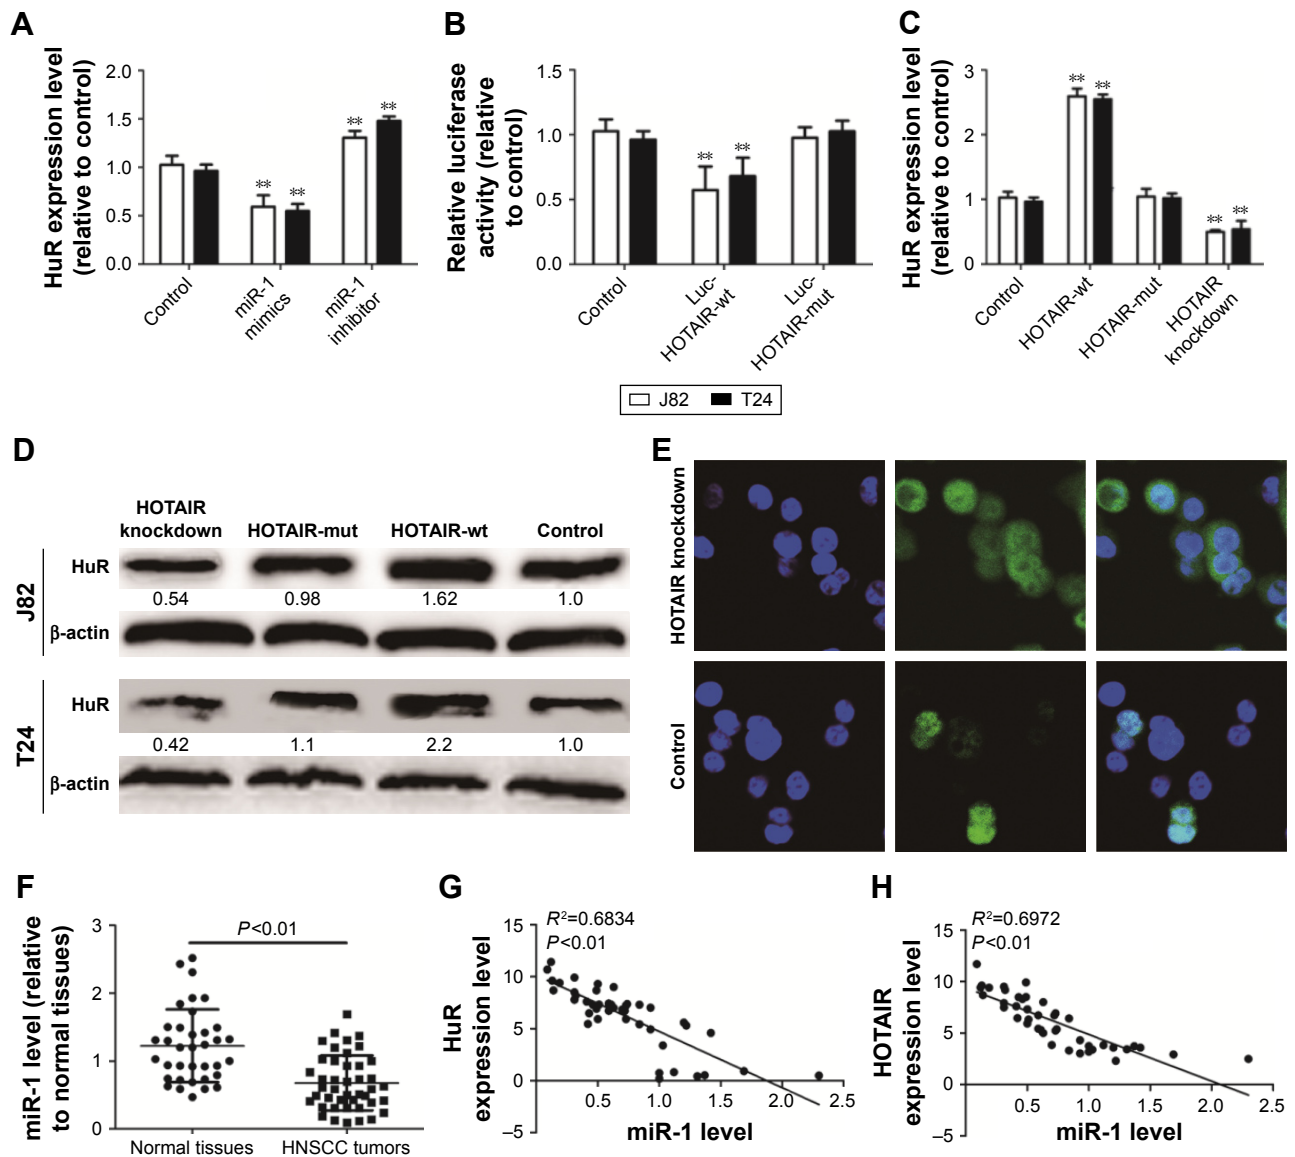 A
HuR expression level
(relative to control)
2.0
1.5
1.0
0.5
0.0
**
**
**
**
Control
miR-1
mimics
miR-1
inhibitor
B
Relative luciferase
activity (relative
to control)
1.5
1.0
0.5
0.0
**
**
Control
Luc-
HOTAIR-wt
Luc-
HOTAIR-mut
C
HuR expression level
(relative to control)
3
2
1
0
**
**
**
**
Control
HOTAIR-wt
HOTAIR-mut
HOTAIR
knockdown
J82
T24
D
HOTAIR
knockdown
HOTAIR-mut
HOTAIR-wt
Control
J82
HuR
0.54
0.98
1.62
1.0
β-actin
T24
HuR
0.42
1.1
2.2
1.0
β-actin
E
HOTAIR knockdown
Control
F
miR-1 level (relative
to normal tissues)
3
2
1
0
P<0.01
Normal tissues
HNSCC tumors
G
R²=0.6834
P<0.01
HuR
expression level
15
10
5
0
–5
0.5
1.0
1.5
2.0
2.5
miR-1 level
H
R²=0.6972
P<0.01
HOTAIR
expression level
15
10
5
0
–5
0.5
1.0
1.5
2.0
2.5
miR-1 level